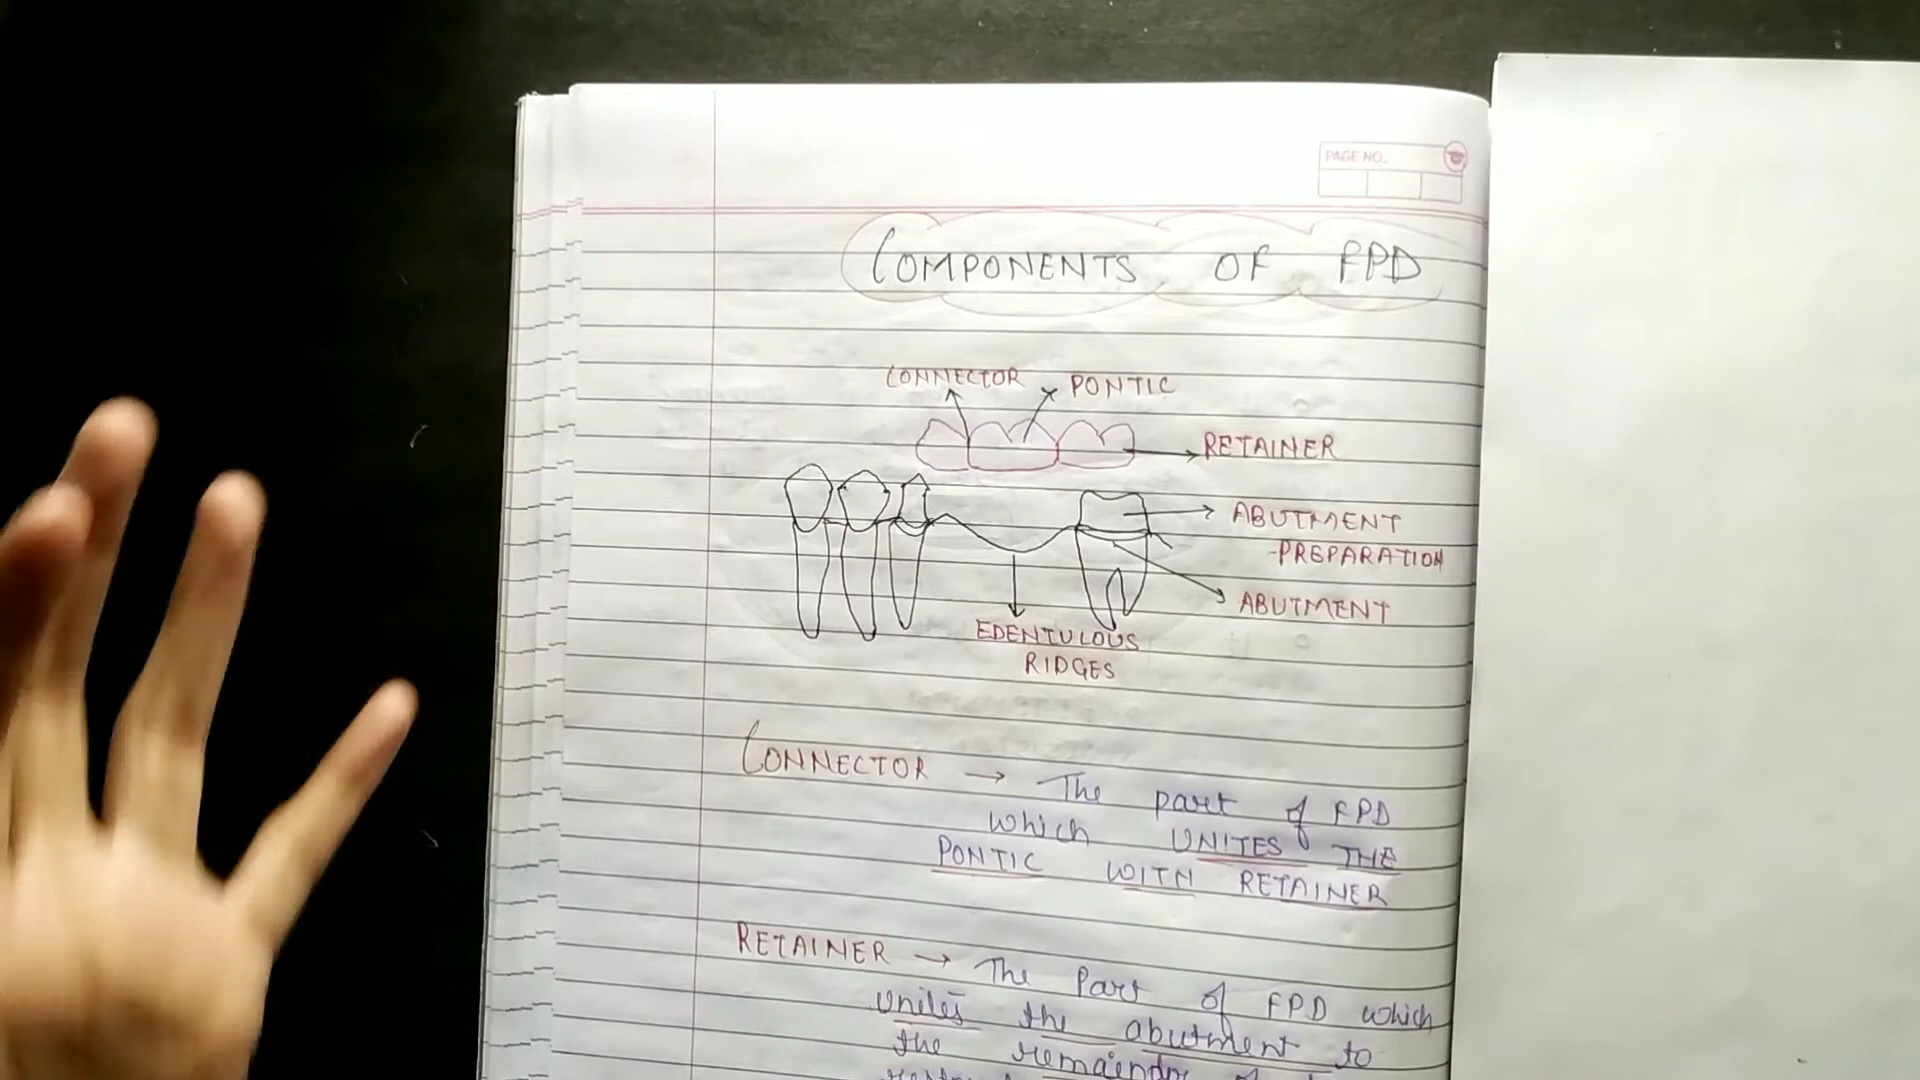 PAGE NO.
COMPONENTS OF FPD
CONNECTOR
PONTIC
RETAINER
ABUTMENT
-PREPARATION
ABUTMENT
EDENTULOUS
RIDGES
CONNECTOR → The part of FPD
which UNITES THE
PONTIC WITH RETAINER
RETAINER → The Part of FPD which
unites the abutment to
the